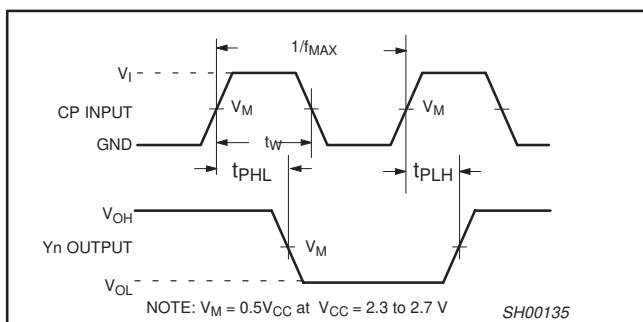 1/fMAX
VI
CP INPUT
VM
VM
GND
tW
tPHL
tPLH
VOH
Yn OUTPUT
VM
VOL
NOTE: VM = 0.5VCC at VCC = 2.3 to 2.7 V
SH00135